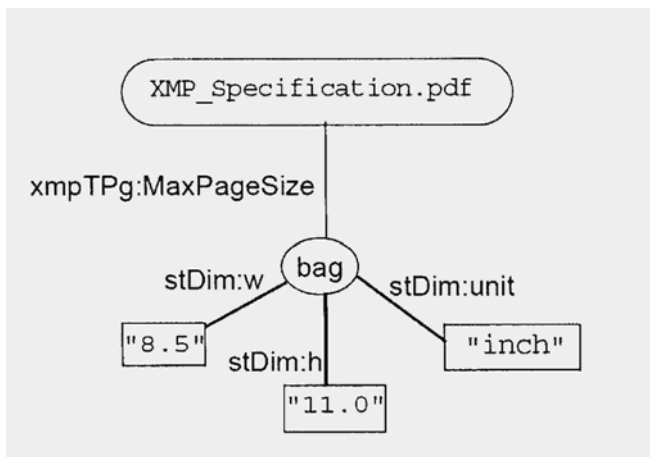 XMP_Specification.pdf
xmpTPg:MaxPageSize
bag
stDim:w
stDim:unit
"8.5"
stDim:h
"inch"
"11.0"